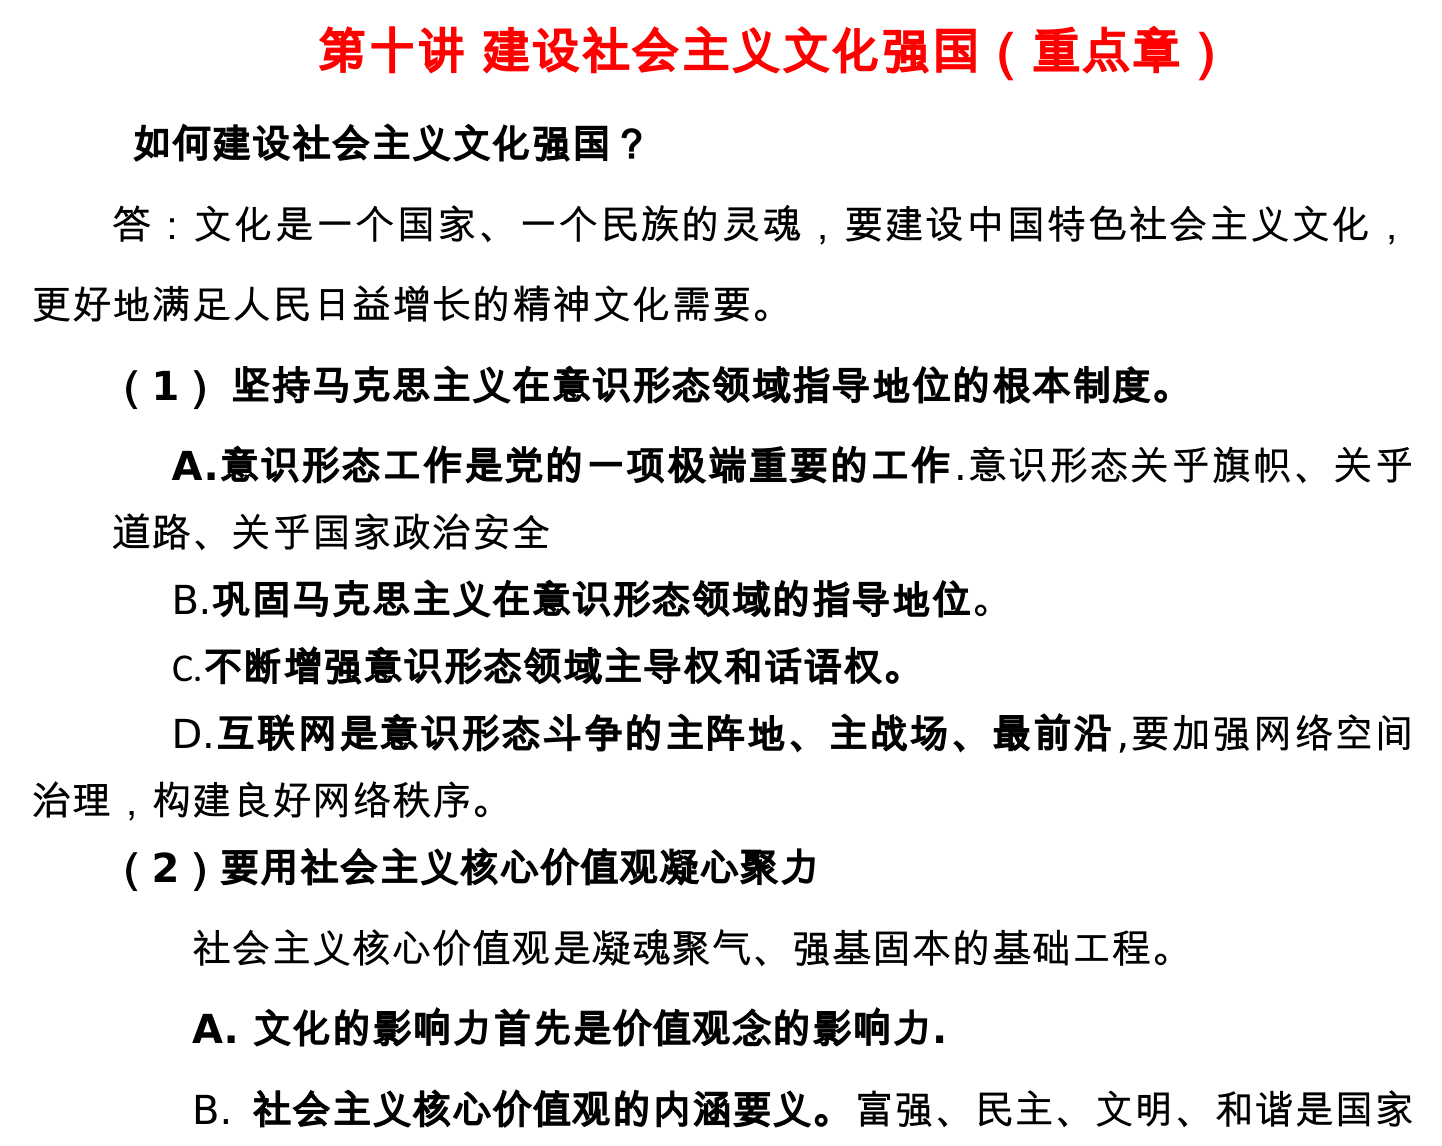 第十讲 建设社会主义文化强国（重点章）
如何建设社会主义文化强国？
答：文化是一个国家、一个民族的灵魂，要建设中国特色社会主义文化，
更好地满足人民日益增长的精神文化需要。
（1）坚持马克思主义在意识形态领域指导地位的根本制度。
A.意识形态工作是党的一项极端重要的工作.意识形态关乎旗帜、关乎
道路、关乎国家政治安全
B.巩固马克思主义在意识形态领域的指导地位。
C.不断增强意识形态领域主导权和话语权。
D.互联网是意识形态斗争的主阵地、主战场、最前沿,要加强网络空间
治理，构建良好网络秩序。
（2）要用社会主义核心价值观凝心聚力
社会主义核心价值观是凝魂聚气、强基固本的基础工程。
A. 文化的影响力首先是价值观念的影响力.
B. 社会主义核心价值观的内涵要义。富强、民主、文明、和谐是国家